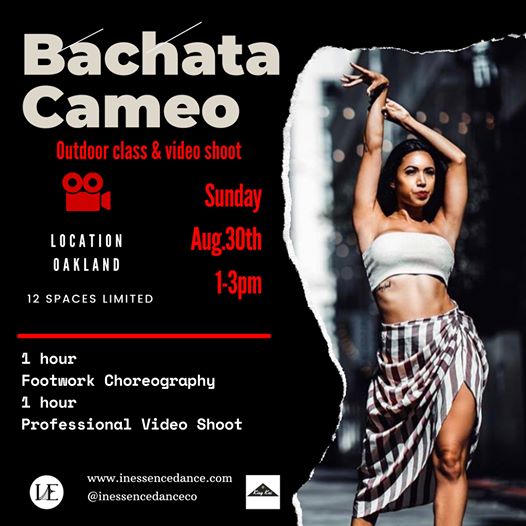 Bachata
Cameo
Outdoor class & video shoot
Sunday
Aug.30th
1-3pm
LOCATION
OAKLAND
12 SPACES LIMITED
1 hour
Footwork Choreography
1 hour
Professional Video Shoot
www.inessencedance.com
@inessencedanceco